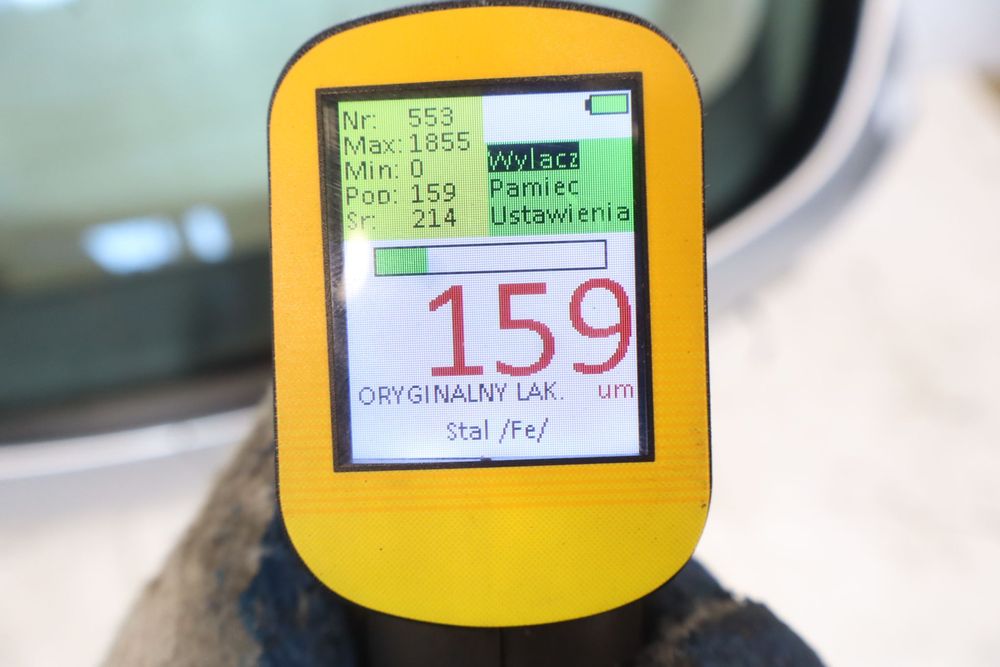 Nr: 553
Max: 1855
Min: 0
Pop: 159
Sr: 214
Wylacz
Pamiec
Ustawienia
159
um
ORYGINALNY LAK.
Stal /Fe/